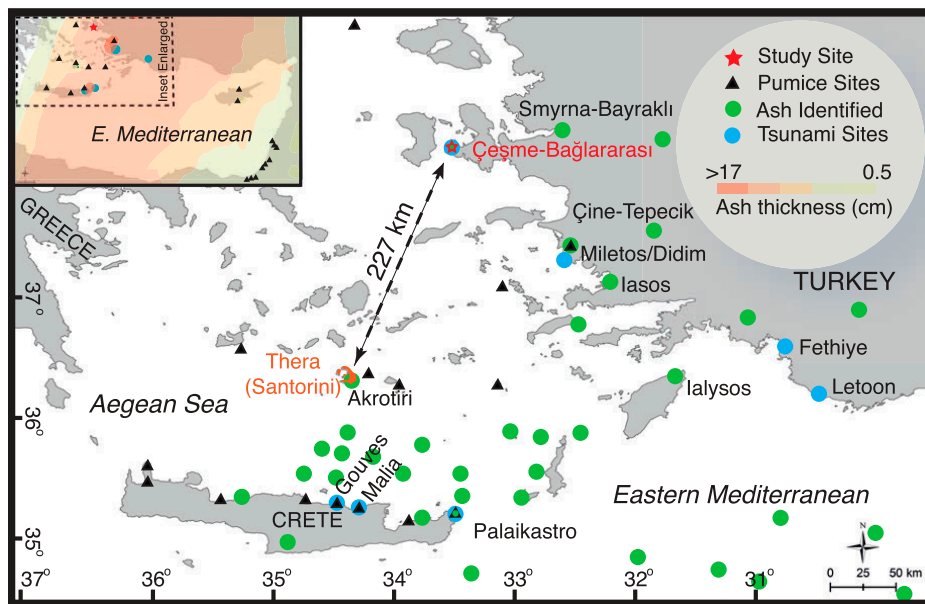 Inset Enlarged
E. Mediterranean
Study Site
Pumice Sites
Ash Identified
Tsunami Sites
>17
0.5
Ash thickness (cm)
Smyrna-Bayraklı
Çeşme-Bağlararası
GREECE
227 km
Çine-Tepecik
Miletos/Didim
Iasos
TURKEY
37°
Thera
(Santorini)
Akrotiri
Fethiye
Ialysos
Letoon
Aegean Sea
36°
Gouves
Malia
CRETE
Palaikastro
Eastern Mediterranean
35°
N
0 25 50 km
37° 36° 35° 34° 33° 32° 31°